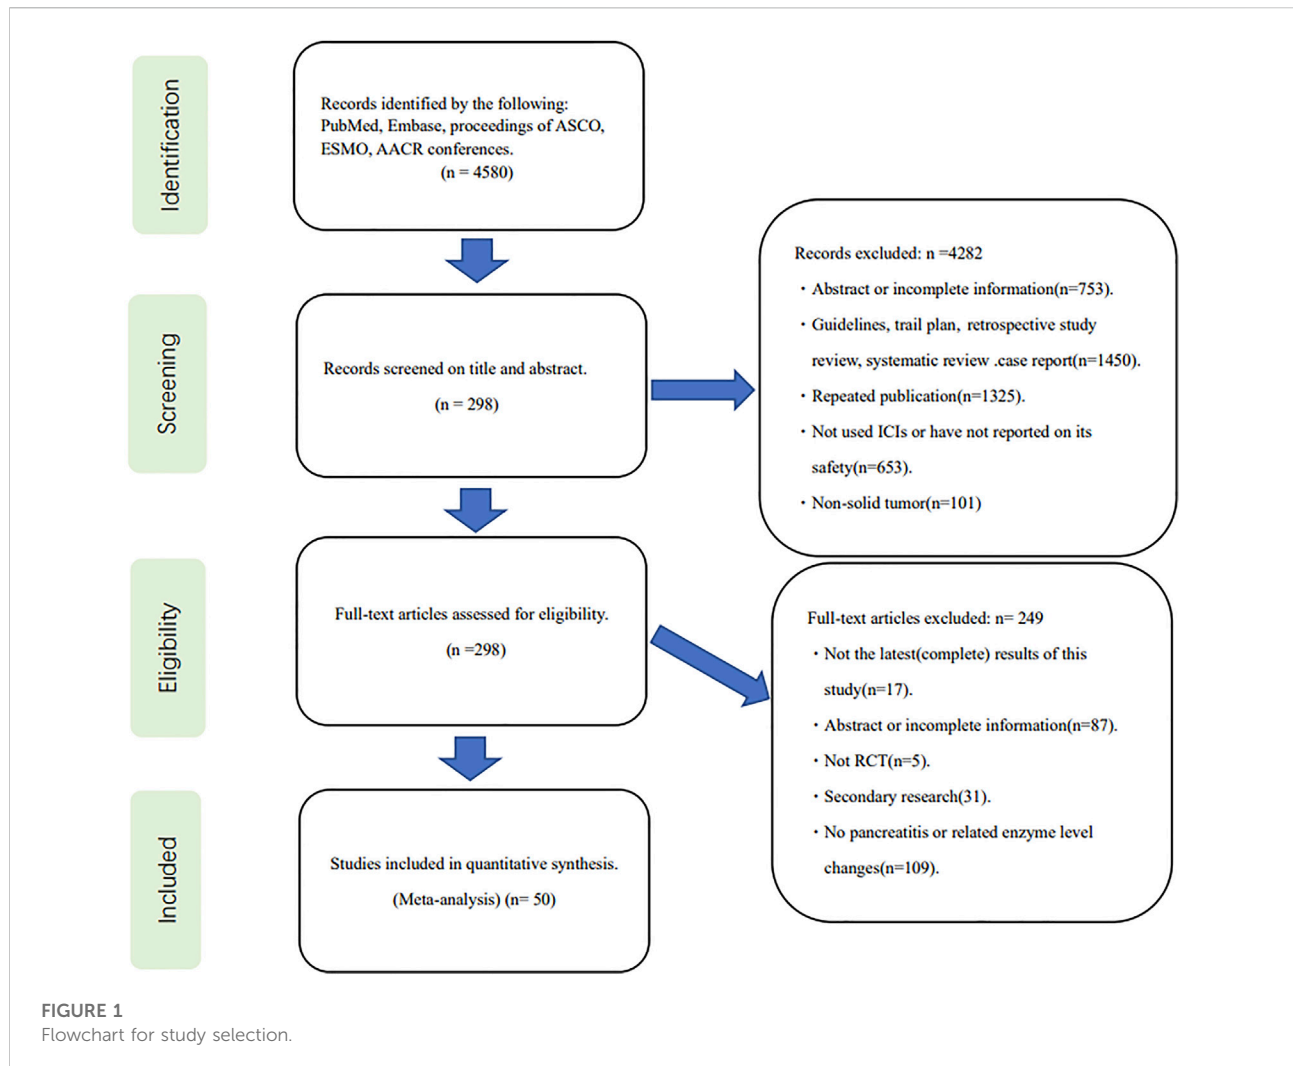 Identification
Records identified by the following:
PubMed, Embase, proceedings of ASCO,
ESMO, AACR conferences.
(n = 4580)
Screening
Records screened on title and abstract.
(n = 298)
Records excluded: n =4282
· Abstract or incomplete information(n=753).
· Guidelines, trail plan, retrospective study
review, systematic review .case report(n=1450).
· Repeated publication(n=1325).
· Not used ICIs or have not reported on its
safety(n=653).
· Non-solid tumor(n=101)
Eligibility
Full-text articles assessed for eligibility.
(n =298)
Full-text articles excluded: n= 249
· Not the latest(complete) results of this
study(n=17).
· Abstract or incomplete information(n=87).
· Not RCT(n=5).
· Secondary research(31).
· No pancreatitis or related enzyme level
changes(n=109).
Included
Studies included in quantitative synthesis.
(Meta-analysis) (n= 50)
FIGURE 1
Flowchart for study selection.